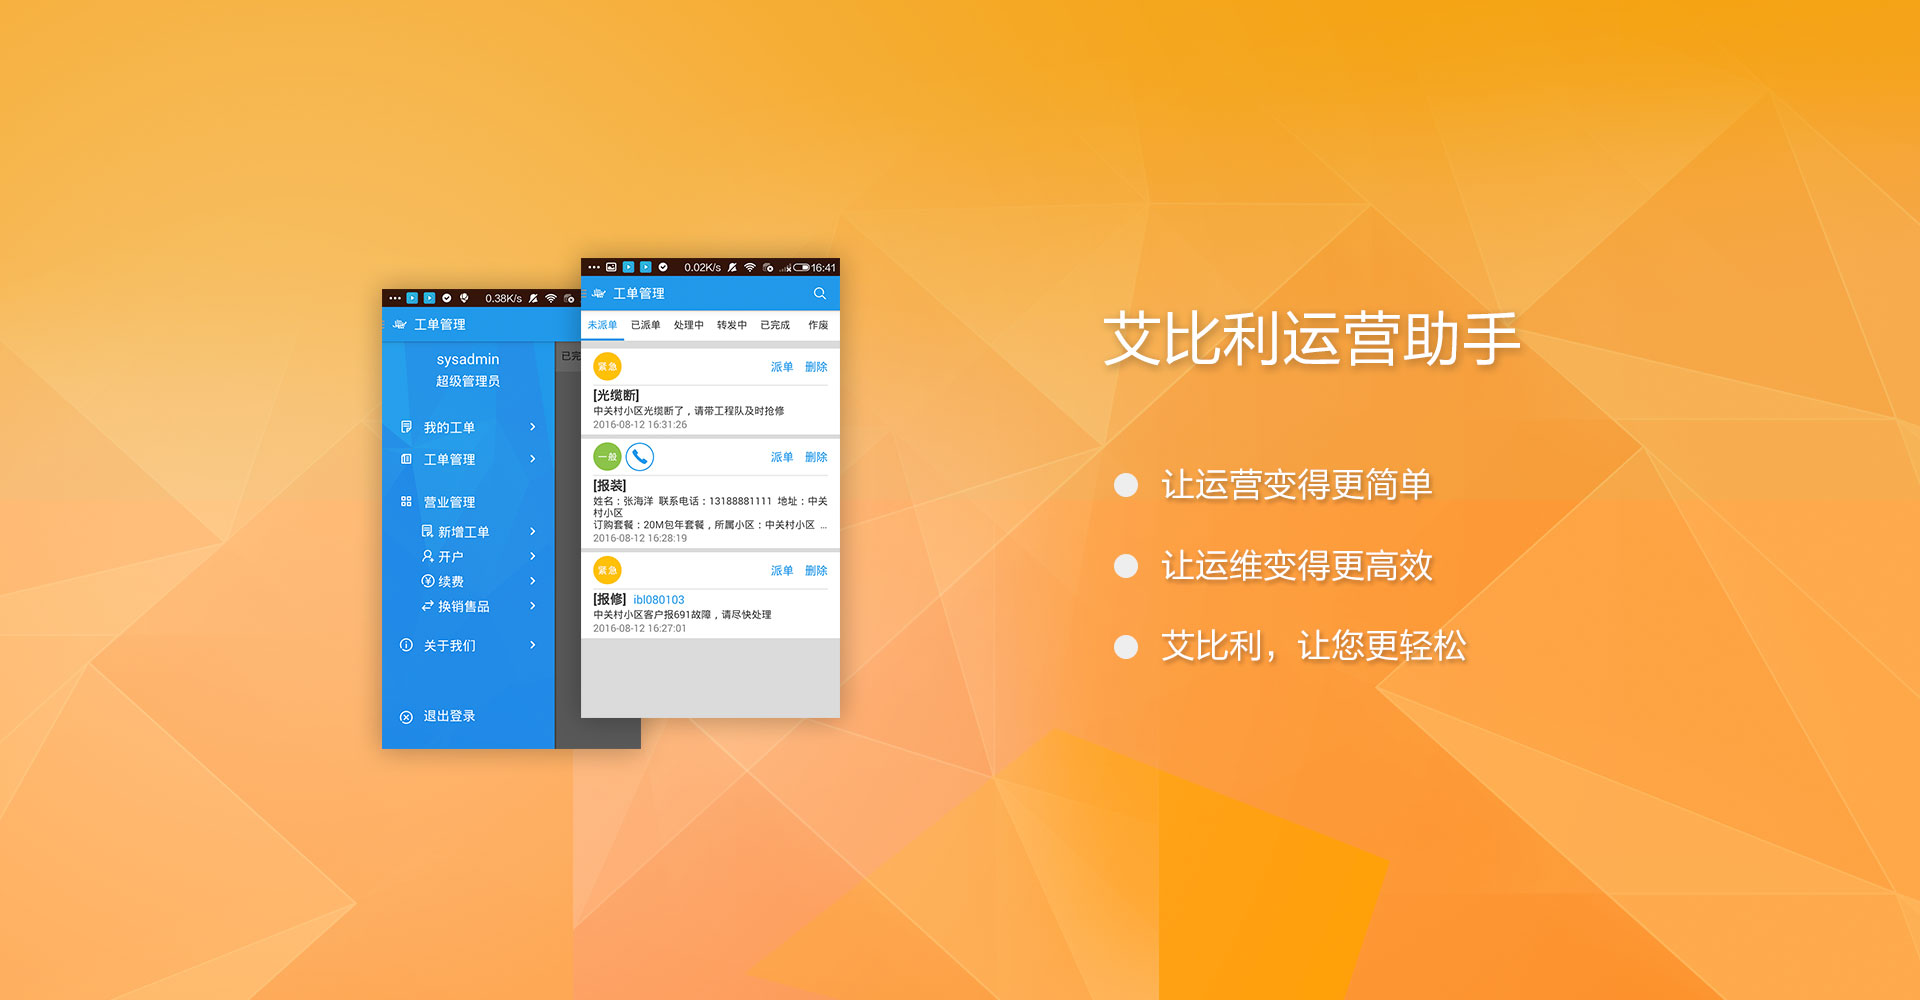 0.38K/s
工单管理
sysadmin
超级管理员
我的工单
工单管理
营业管理
新增工单
开户
续费
换销售品
关于我们
退出登录
已完
0.02K/s 16:41
工单管理
未派单 已派单 处理中 转发中 已完成 作废
紧急 派单 删除
[光缆断]
中关村小区光缆断了，请带工程队及时抢修
2016-08-12 16:31:26
一般 派单 删除
[报装]
姓名：张海洋 联系电话：13188881111 地址：中关
村小区
订购套餐：20M包年套餐，所属小区：中关村小区 ...
2016-08-12 16:28:19
紧急 派单 删除
[报修] ibl080103
中关村小区客户报691故障，请尽快处理
2016-08-12 16:27:01
艾比利运营助手
让运营变得更简单
让运维变得更高效
艾比利，让您更轻松